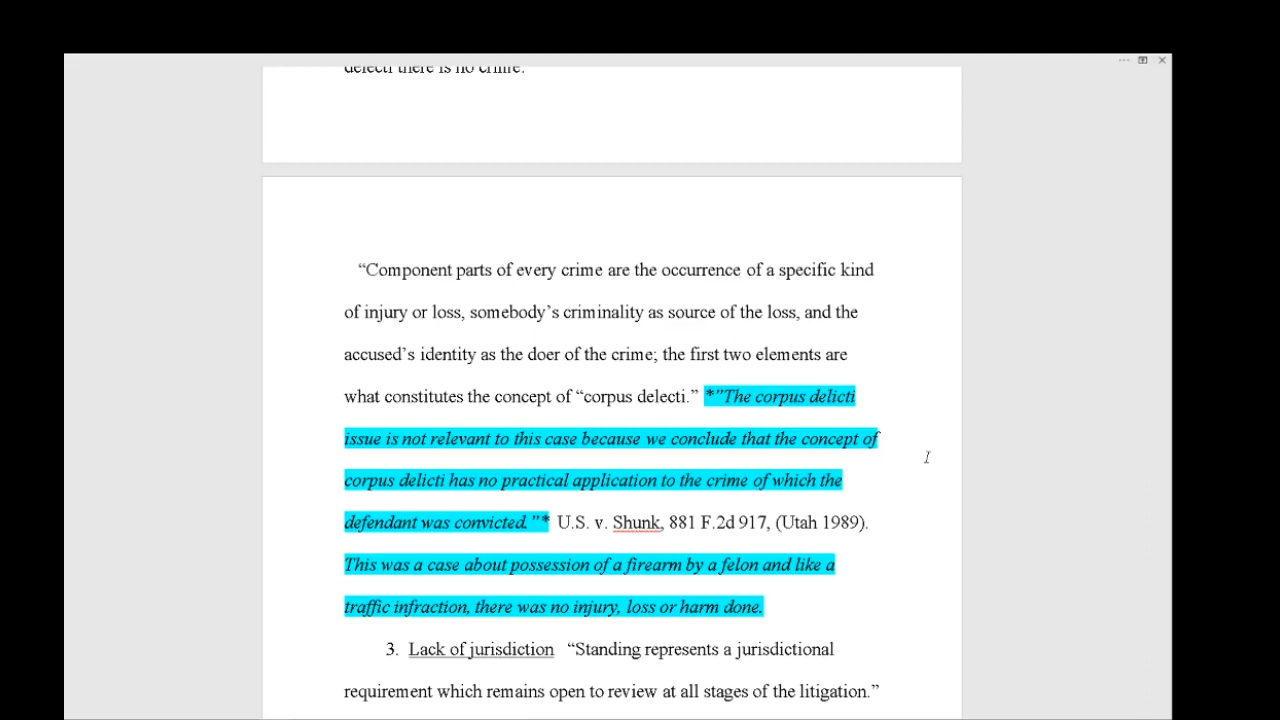 delecti there is no crime.
“Component parts of every crime are the occurrence of a specific kind
of injury or loss, somebody’s criminality as source of the loss, and the
accused’s identity as the doer of the crime; the first two elements are
what constitutes the concept of “corpus delecti.” *”The corpus delicti
issue is not relevant to this case because we conclude that the concept of
corpus delicti has no practical application to the crime of which the
defendant was convicted.”* U.S. v. Shunk, 881 F.2d 917, (Utah 1989).
This was a case about possession of a firearm by a felon and like a
traffic infraction, there was no injury, loss or harm done.
3. Lack of jurisdiction “Standing represents a jurisdictional
requirement which remains open to review at all stages of the litigation.”